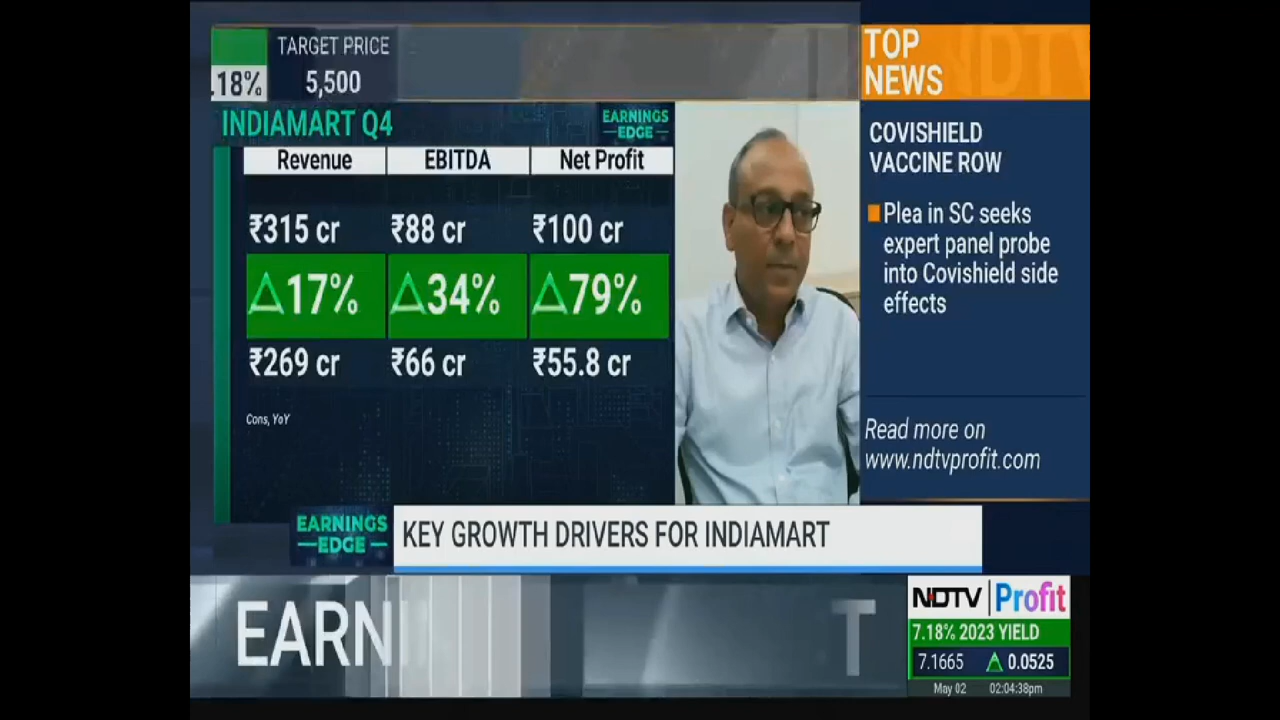 TARGET PRICE
.18%
5,500
TOP
NEWS
INDIAMART Q4
EARNINGS
EDGE
Revenue
EBITDA
Net Profit
₹315 cr
₹88 cr
₹100 cr
△17%
△34%
△79%
₹269 cr
₹66 cr
₹55.8 cr
Cons, YoY
COVISHIELD
VACCINE ROW
Plea in SC seeks
expert panel probe
into Covishield side
effects
Read more on
www.ndtvprofit.com
EARNINGS
EDGE
KEY GROWTH DRIVERS FOR INDIAMART
EARN
T
NDTV Profit
7.18% 2023 YIELD
7.1665 △ 0.0525
May 02 02:04:38pm